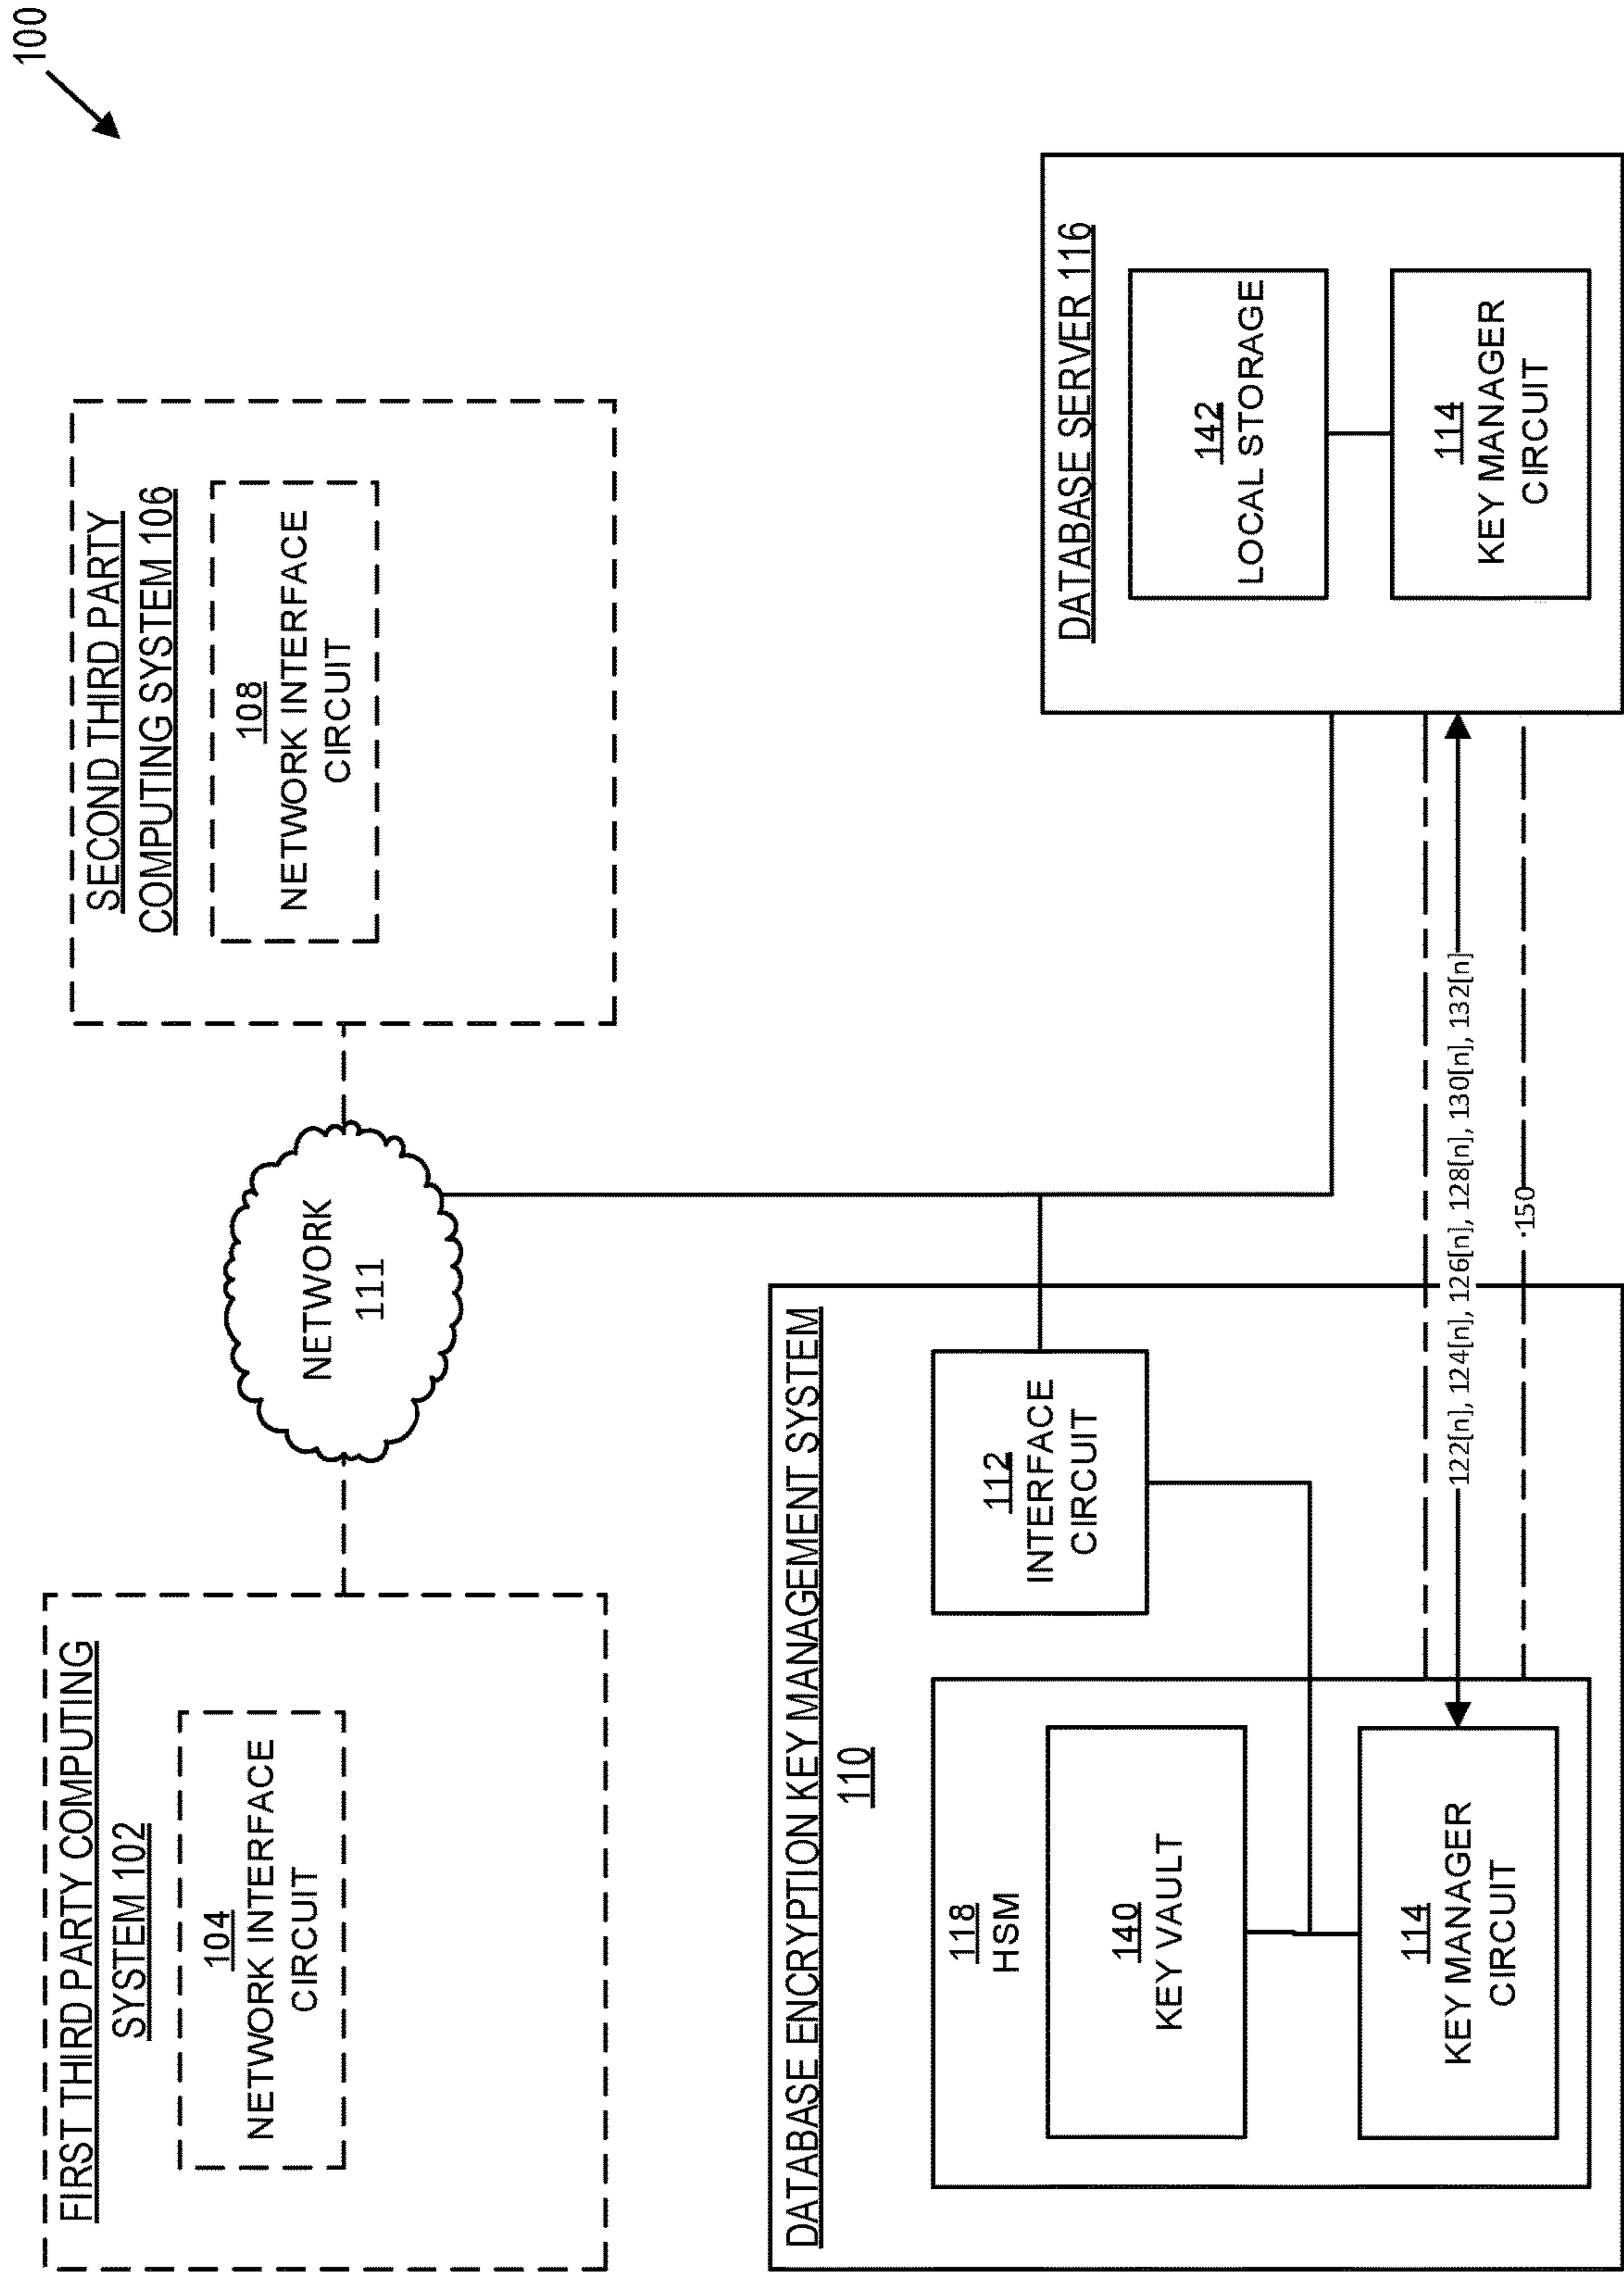 100
FIRST THIRD PARTY COMPUTING
SYSTEM 102
104
NETWORK INTERFACE
CIRCUIT
NETWORK
111
SECOND THIRD PARTY
COMPUTING SYSTEM 106
108
NETWORK INTERFACE
CIRCUIT
DATABASE ENCRYPTION KEY MANAGEMENT SYSTEM
110
112
INTERFACE
CIRCUIT
118
HSM
140
KEY VAULT
114
KEY MANAGER
CIRCUIT
122[n], 124[n], 126[n], 128[n], 130[n], 132[n]
150
DATABASE SERVER 116
142
LOCAL STORAGE
114
KEY MANAGER
CIRCUIT